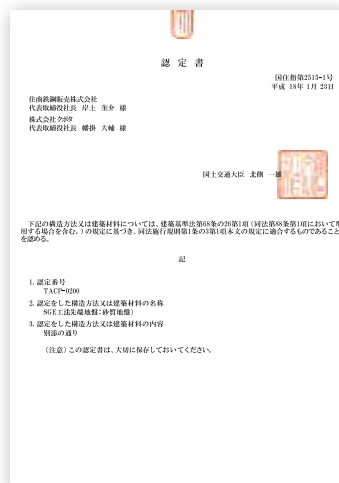 認 定 書
国住指第2515-1号
平成 18年 1月 23日
住商鉄鋼販売株式会社
代表取締役社長 岸上 圭介 様
株式会社クボタ
代表取締役社長 幡掛 大輔 様
国土交通大臣 北側 一雄
下記の構造方法又は建築材料については、建築基準法第68条の26第1項（同法第88条第1項において準
用する場合を含む。）の規定に基づき、同法施行規則第1条の3第1項本文の規定に適合するものであること
を認める。
記
1. 認定番号
TACP-0200
2. 認定をした構造方法又は建築材料の名称
SGE工法先端地盤：砂質地盤）
3. 認定をした構造方法又は建築材料の内容
別添の通り
（注意）この認定書は、大切に保存しておいてください。